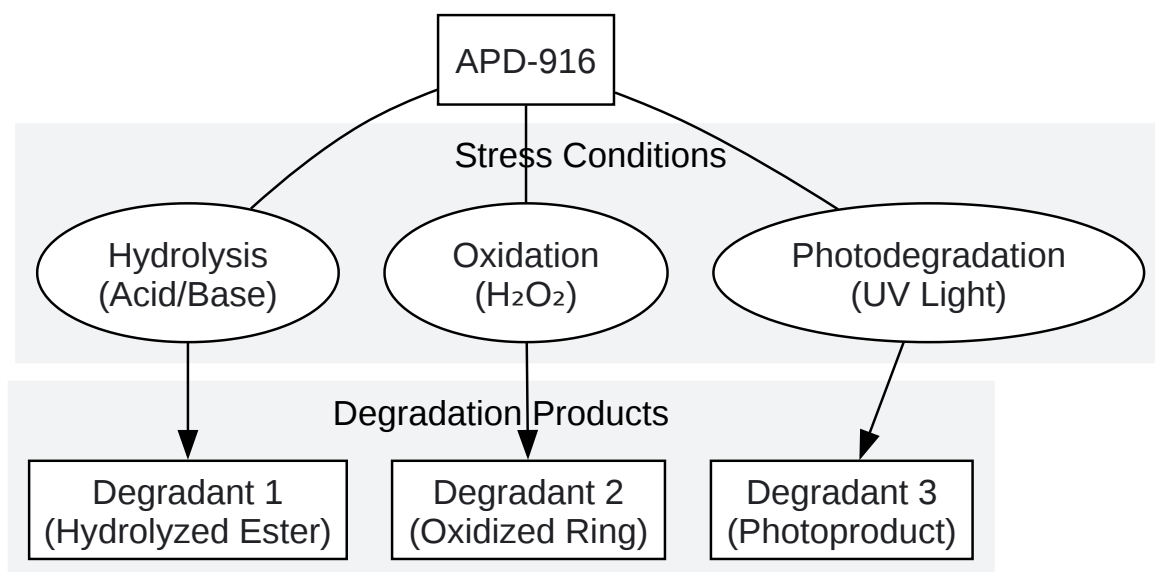 APD-916
Stress Conditions
Hydrolysis
(Acid/Base)
Oxidation
(H₂O₂)
Photodegradation
(UV Light)
Degradation Products
Degradant 1
(Hydrolyzed Ester)
Degradant 2
(Oxidized Ring)
Degradant 3
(Photoproduct)